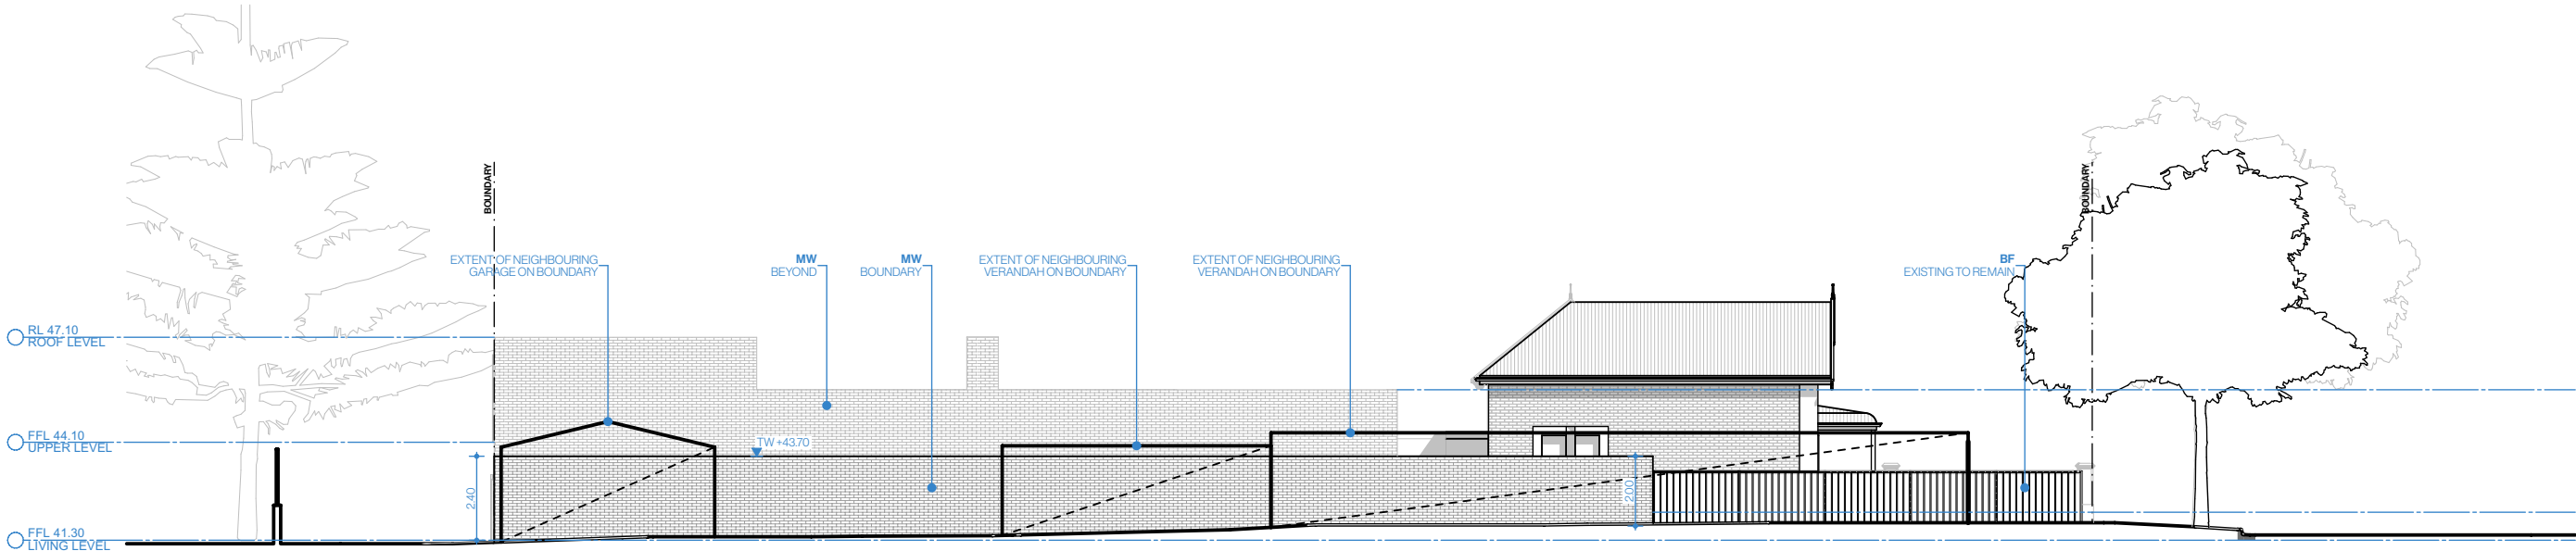 BOUNDARY
BOUNDARY
EXTENT OF NEIGHBOURING
GARAGE ON BOUNDARY
MW
BEYOND
MW
BOUNDARY
EXTENT OF NEIGHBOURING
VERANDAH ON BOUNDARY
EXTENT OF NEIGHBOURING
VERANDAH ON BOUNDARY
BF
EXISTING TO REMAIN
RL 47.10
ROOF LEVEL
FFL 44.10
UPPER LEVEL
TW +43.70
2.40
2.00
FFL 41.30
LIVING LEVEL